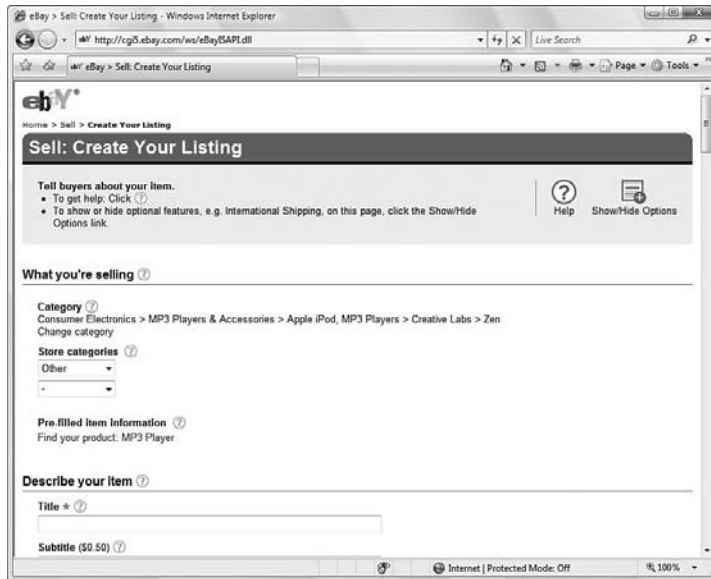 eBay > Sell: Create Your Listing - Windows Internet Explorer
http://cgi5.ebay.com/ws/eBayISAPI.dll
Live Search
eBay > Sell: Create Your Listing
Page
Tools
ebY
Home > Sell > Create Your Listing
Sell: Create Your Listing
Tell buyers about your item.
• To get help: Click ?
• To show or hide optional features, e.g. International Shipping, on this page, click the Show/Hide
Options link.
?
Help
Show/Hide Options
What you're selling ?
Category ?
Consumer Electronics > MP3 Players & Accessories > Apple iPod, MP3 Players > Creative Labs > Zen
Change category
Store categories ?
Other
-
Pre-filled Item Information ?
Find your product: MP3 Player
Describe your item ?
Title * ?
Subtitle ($0.50) ?
Internet | Protected Mode: Off
100%